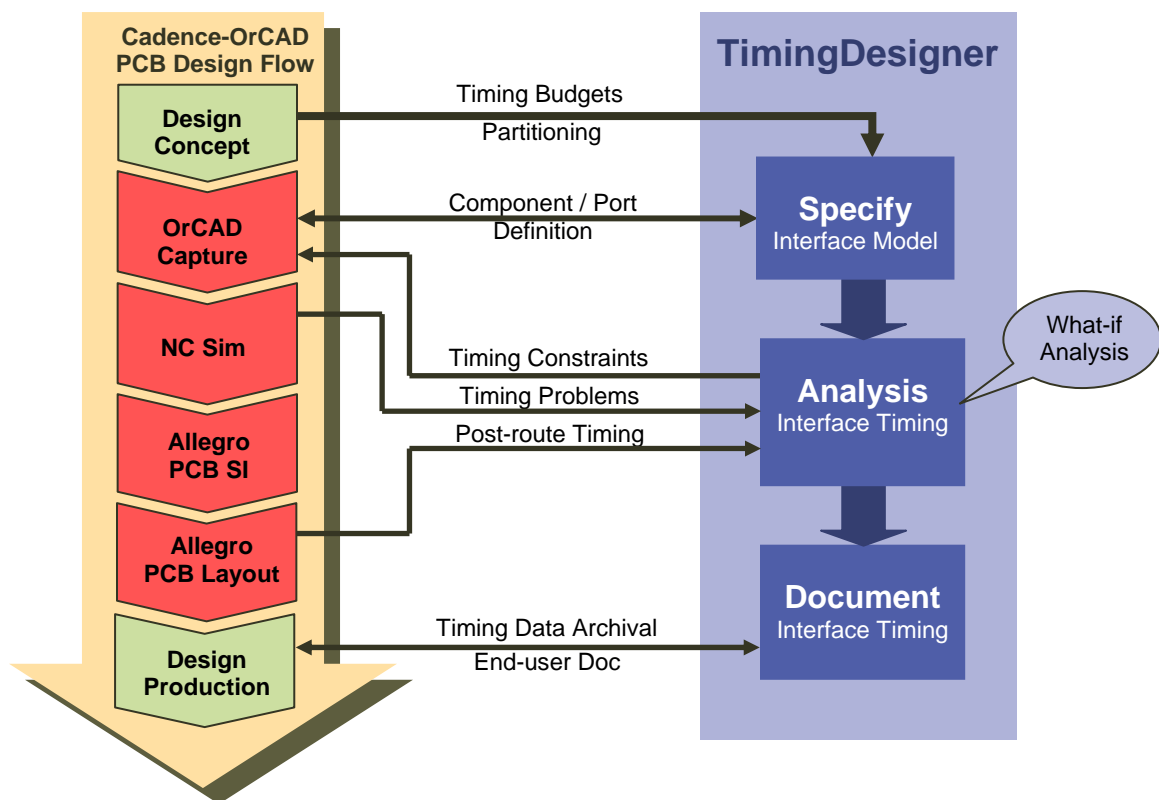 Cadence-OrCAD
PCB Design Flow
Design
Concept
OrCAD
Capture
NC Sim
Allegro
PCB SI
Allegro
PCB Layout
Design
Production
Timing Budgets
Partitioning
Component / Port
Definition
Timing Constraints
Timing Problems
Post-route Timing
Timing Data Archival
End-user Doc
TimingDesigner
Specify
Interface Model
Analysis
Interface Timing
Document
Interface Timing
What-if
Analysis